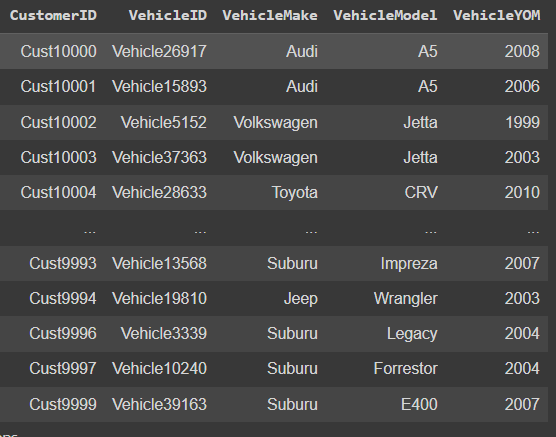 CustomerID VehicleID VehicleMake VehicleModel VehicleYOM
Cust10000 Vehicle26917 Audi A5 2008
Cust10001 Vehicle15893 Audi A5 2006
Cust10002 Vehicle5152 Volkswagen Jetta 1999
Cust10003 Vehicle37363 Volkswagen Jetta 2003
Cust10004 Vehicle28633 Toyota CRV 2010
... ... ... ... ...
Cust9993 Vehicle13568 Suburu Impreza 2007
Cust9994 Vehicle19810 Jeep Wrangler 2003
Cust9996 Vehicle3339 Suburu Legacy 2004
Cust9997 Vehicle10240 Suburu Forrestor 2004
Cust9999 Vehicle39163 Suburu E400 2007